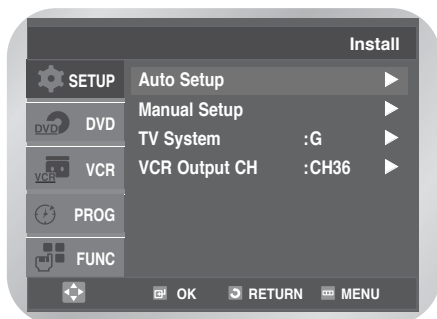 Install
SETUP
Auto Setup
Manual Setup
DVD DVD
TV System :G
VCR VCR
VCR Output CH :CH36
PROG
FUNC
OK RETURN MENU